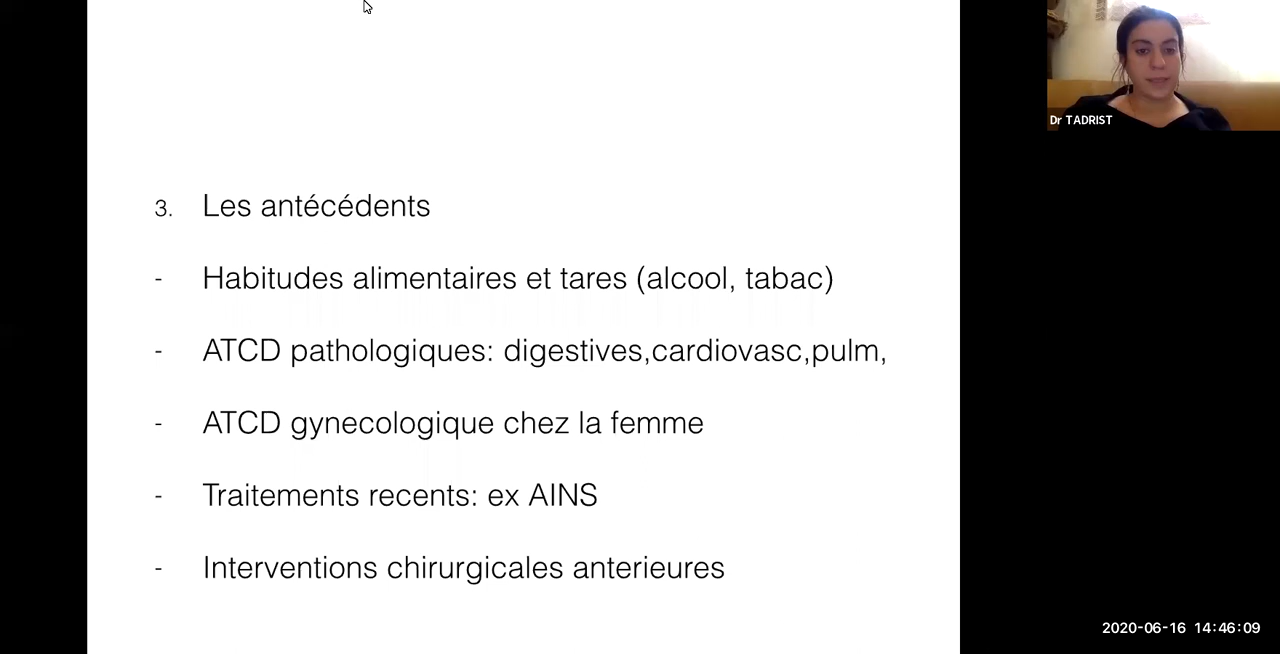 3. Les antécédents
- Habitudes alimentaires et tares (alcool, tabac)
- ATCD pathologiques: digestives,cardiovasc,pulm,
- ATCD gynecologique chez la femme
- Traitements recents: ex AINS
- Interventions chirurgicales anterieures
Dr TADRIST
2020-06-16 14:46:09